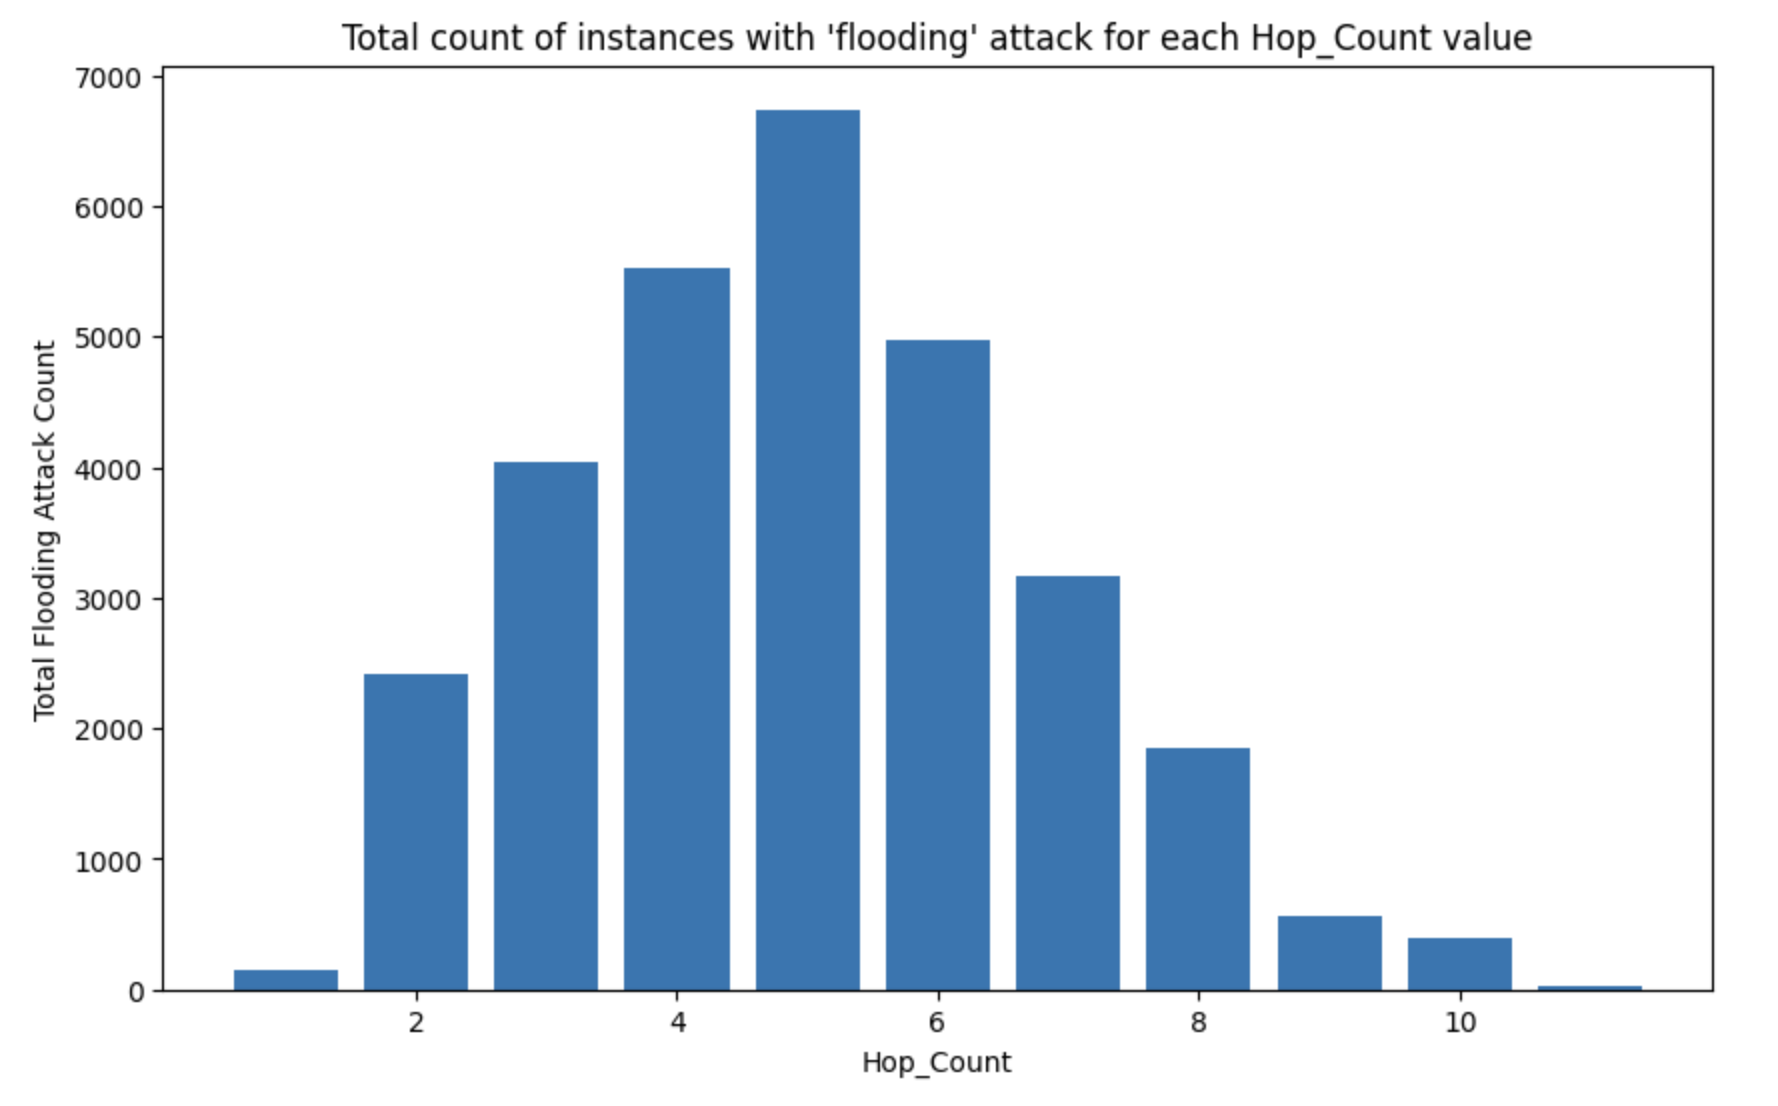 Total count of instances with 'flooding' attack for each Hop_Count value
7000
6000
5000
4000
3000
2000
1000
0
Total Flooding Attack Count
2 4 6 8 10
Hop_Count